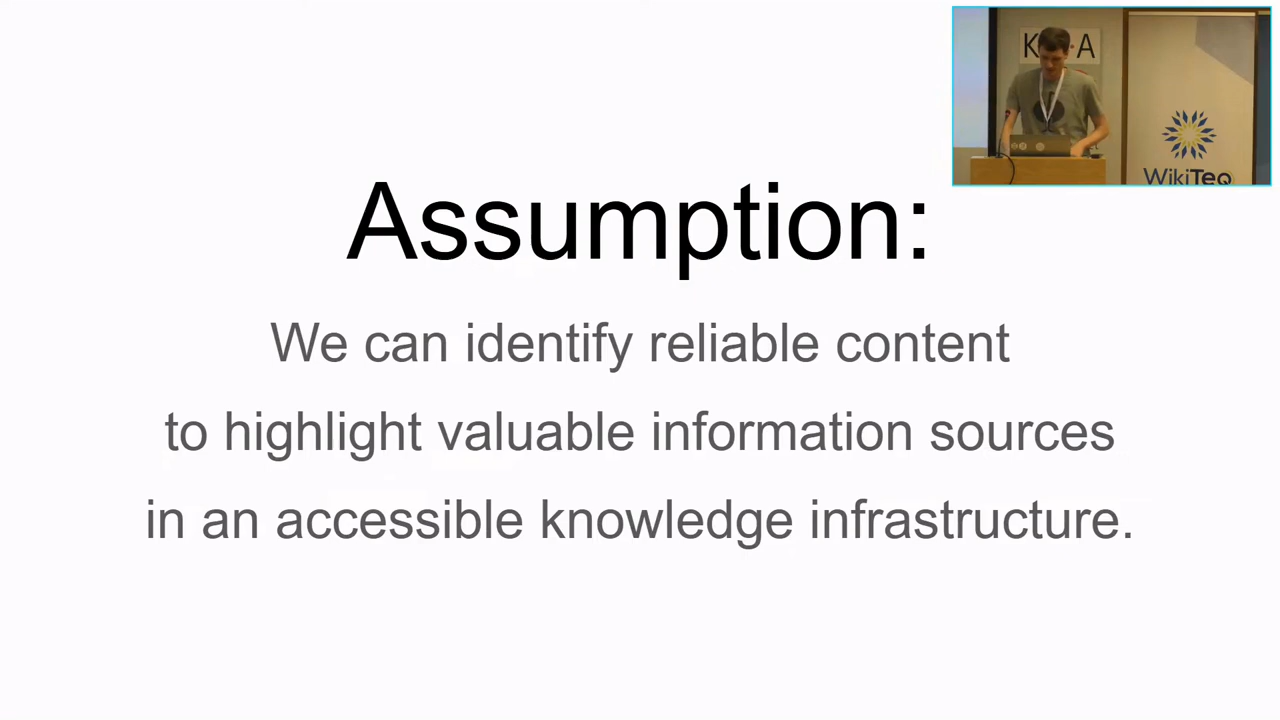 Assumption:
We can identify reliable content
to highlight valuable information sources
in an accessible knowledge infrastructure.
WikiTeq